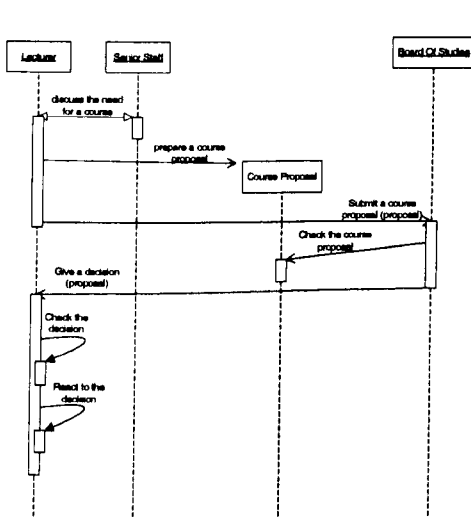 Lecturer
Senior Staff
Board Of Studies
discuss the need
for a course
prepare a course
proposal
Course Proposal
Submit a course
proposal (proposal)
Check the course
proposal
Give a decision
(proposal)
Check the
decision
React to the
decision